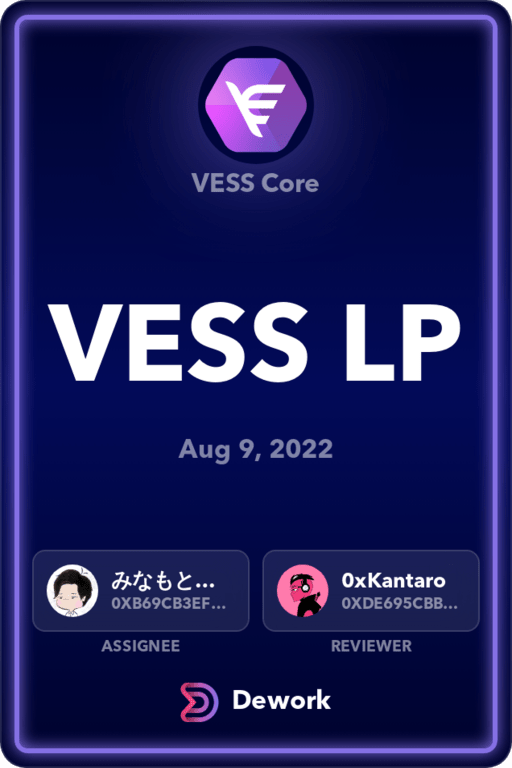 VESS Core
VESS LP
Aug 9, 2022
みなもと...
0XB69CB3EF...
ASSIGNEE
0xKantaro
0XDE695CBB...
REVIEWER
Dework